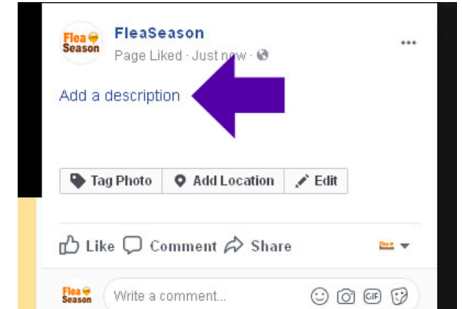 Flea
Season
FleaSeason
Page Liked · Just now ·
Add a description
Tag Photo
Add Location
Edit
Like
Comment
Share
Flea
Season
Write a comment...
GIF